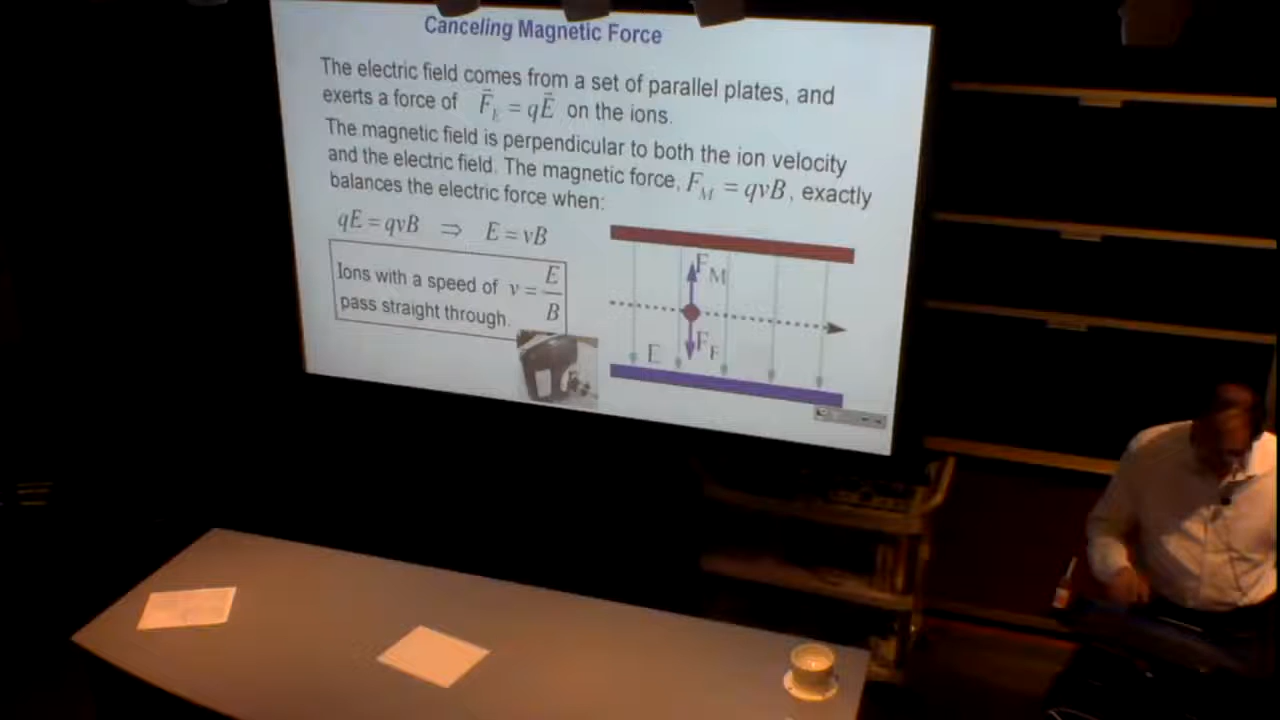 Canceling Magnetic Force
The electric field comes from a set of parallel plates, and
exerts a force of F⃗_E = qE⃗ on the ions.
The magnetic field is perpendicular to both the ion velocity
and the electric field. The magnetic force, F_M = qvB, exactly
balances the electric force when:
qE = qvB ⇒ E = vB
Ions with a speed of v = E/B
pass straight through.
F_M
F_E
E